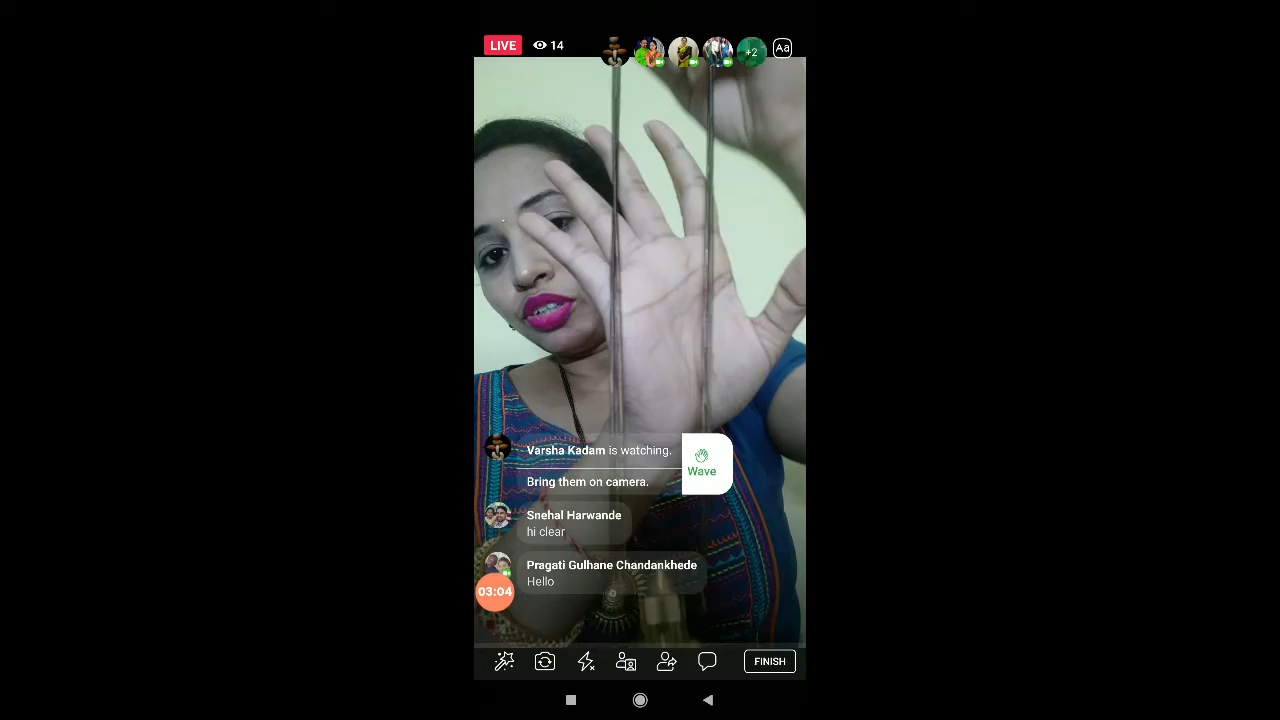 LIVE 14
+2
Aa
Varsha Kadam is watching.
Wave
Bring them on camera.
Snehal Harwande
hi clear
Pragati Gulhane Chandankhede
Hello
03:04
FINISH